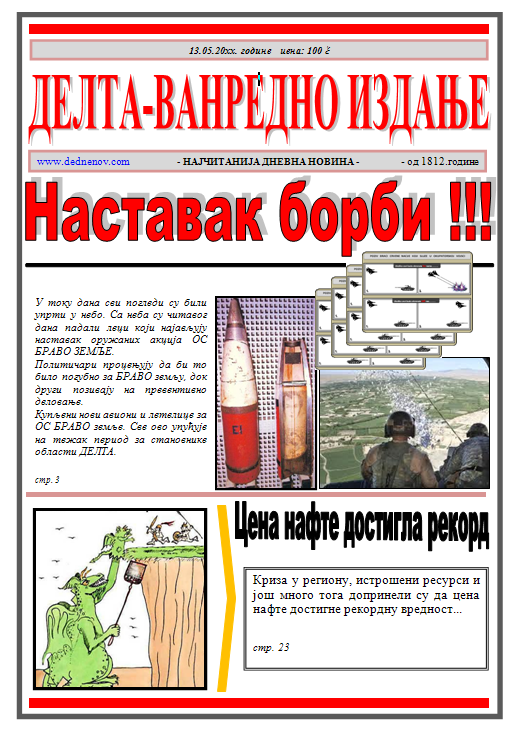 13.05.20xx. године цена: 100 č
ДЕЛТА-ВАНРЕДНО ИЗДАЊЕ
www.dednenov.com - НАЈЧИТАНИЈА ДНЕВНА НОВИНА - - од 1812.године
Наставак борби !!!
У току дана сви погледи су били
упрти у небо. Са неба су читавог
дана падали леци који најављују
наставак оружаних акција ОС
БРАВО ЗЕМЉЕ.
Политичари процењују да би то
било погубно за БРАВО земљу, док
други позивају на превентивно
деловање.
Купљени нови авиони и летелице за
ОС БРАВО земље. Све ово упућује
на тежак период за становнике
области ДЕЛТА.
стр. 3
Цена нафте достигла рекорд
Криза у региону, истрошени ресурси и
још много тога допринели су да цена
нафте достигне рекордну вредност...
стр. 23